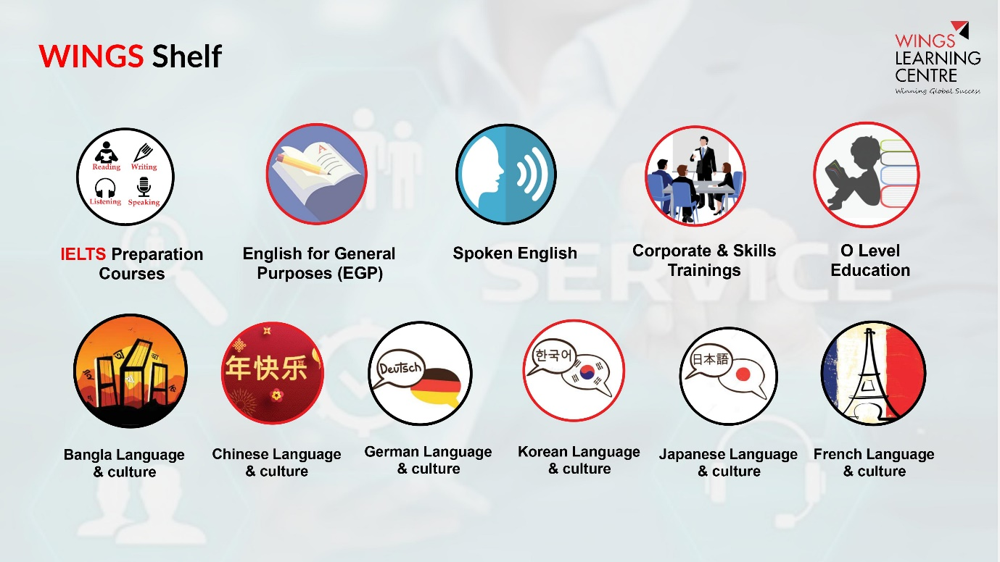 WINGS Shelf
WINGS
LEARNING
CENTRE
Winning Global Success
Reading Writing
Listening Speaking
A
IELTS Preparation
Courses
English for General
Purposes (EGP)
Spoken English
Corporate & Skills
Trainings
O Level
Education
SERVICE
年快乐
Deutsch
한국어
日本語
Bangla Language
& culture
Chinese Language
& culture
German Language
& culture
Korean Language
& culture
Japanese Language
& culture
French Language
& culture